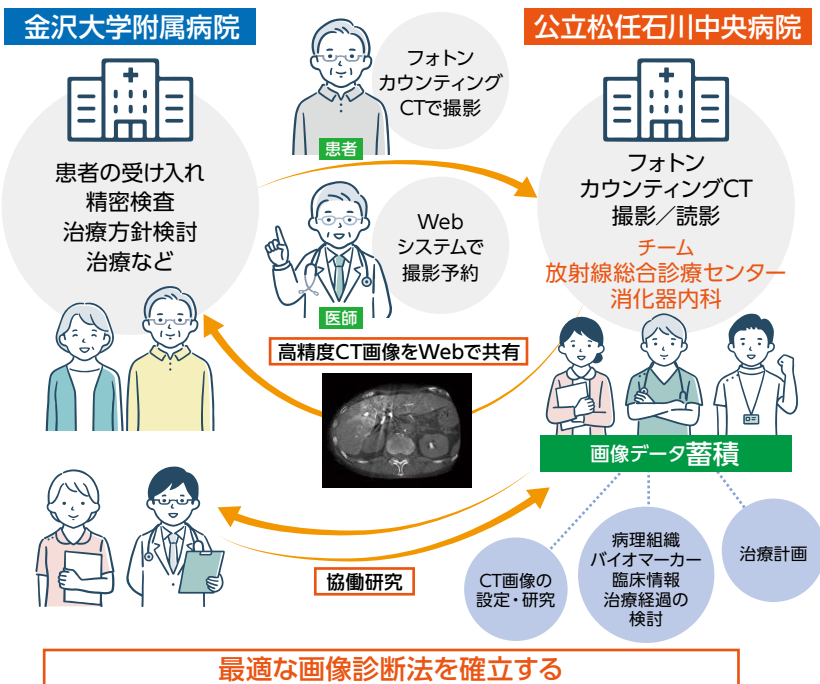 金沢大学附属病院
公立松任石川中央病院
患者の受け入れ
精密検査
治療方針検討
治療など
フォトン
カウンティング
CTで撮影
患者
Web
システムで
撮影予約
医師
フォトン
カウンティングCT
撮影／読影
チーム
放射線総合診療センター
消化器内科
高精度CT画像をWebで共有
画像データ蓄積
協働研究
CT画像の
設定・研究
病理組織
バイオマーカー
臨床情報
治療経過の
検討
治療計画
最適な画像診断法を確立する